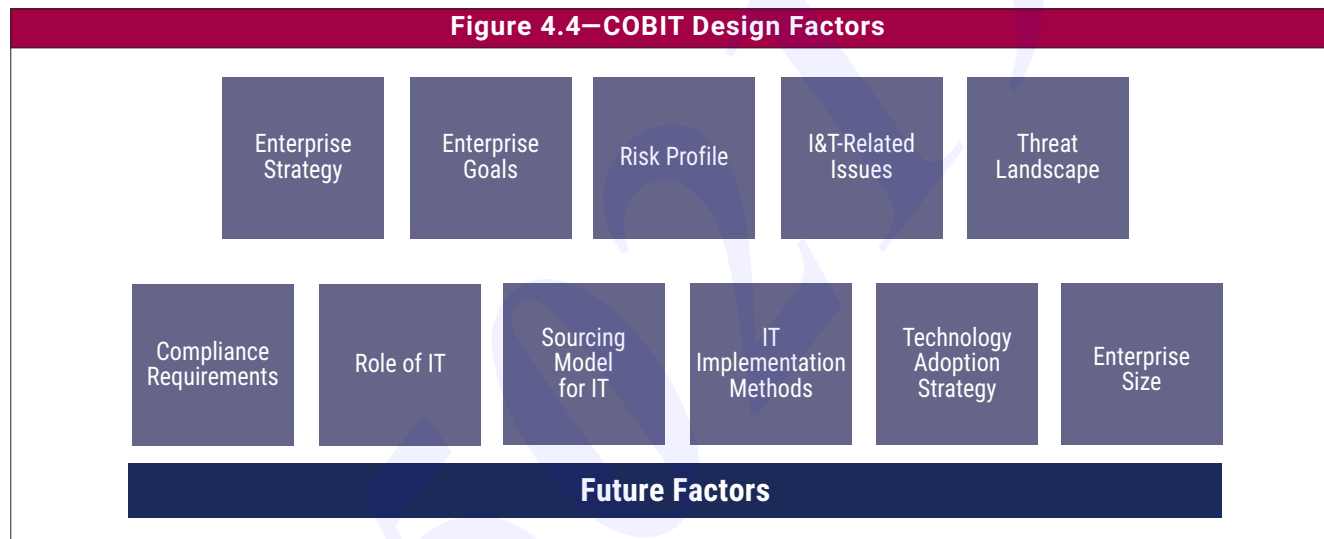 Figure 4.4—COBIT Design Factors
Enterprise
Strategy
Enterprise
Goals
Risk Profile
I&T-Related
Issues
Threat
Landscape
Compliance
Requirements
Role of IT
Sourcing
Model
for IT
IT
Implementation
Methods
Technology
Adoption
Strategy
Enterprise
Size
Future Factors